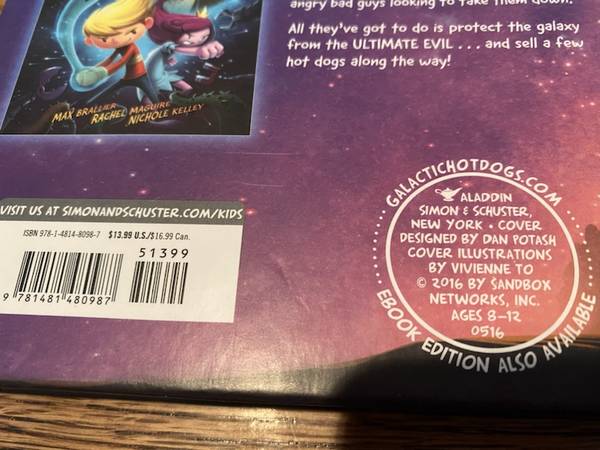 angry bad guys looking to take them down.
All they've got to do is protect the galaxy
from the ULTIMATE EVIL . . . and sell a few
hot dogs along the way!
MAX BRALLIER
RACHEL MAGUIRE
NICHOLE KELLEY
VISIT US AT SIMONANDSCHUSTER.COM/KIDS
ISBN 978-1-4814-8098-7 $13.99 U.S./$16.99 Can.
51399
9 781481 480987
GALACTICHOTDOGS.COM
ALADDIN
SIMON & SCHUSTER,
NEW YORK • COVER
DESIGNED BY DAN POTASH
COVER ILLUSTRATIONS
BY VIVIENNE TO
© 2016 BY SANDBOX
NETWORKS, INC.
AGES 8–12
0516
EBOOK EDITION ALSO AVAILABLE